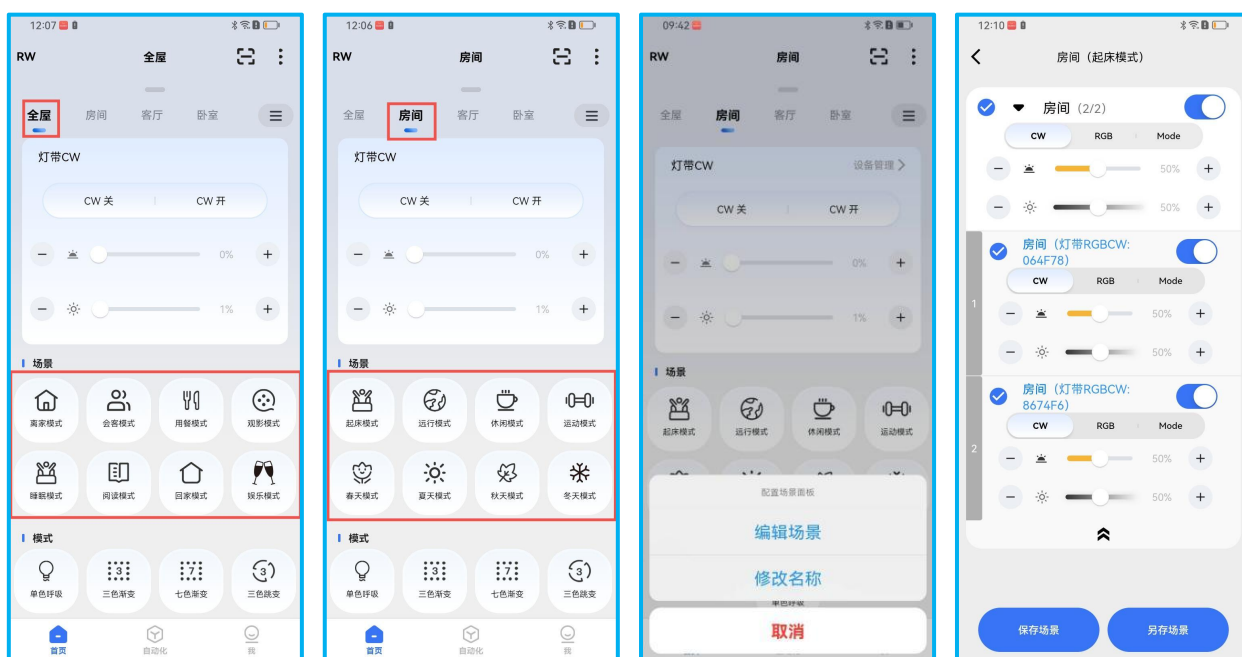 12:07
RW
全屋
全屋
房间
客厅
卧室
灯带CW
CW 关
CW 开
0%
1%
场景
离家模式
会客模式
用餐模式
观影模式
睡眠模式
阅读模式
回家模式
娱乐模式
模式
3
7
3
单色呼吸
三色渐变
七色渐变
三色跳变
首页
自动化
我
12:06
RW
房间
全屋
房间
客厅
卧室
灯带CW
CW 关
CW 开
0%
1%
场景
起床模式
远行模式
休闲模式
运动模式
春天模式
夏天模式
秋天模式
冬天模式
模式
3
7
3
单色呼吸
三色渐变
七色渐变
三色跳变
首页
自动化
我
09:42
RW
房间
全屋
房间
客厅
卧室
灯带CW
设备管理
CW 关
CW 开
0%
1%
场景
起床模式
远行模式
休闲模式
运动模式
配置场景面板
编辑场景
修改名称
单色呼吸
取消
12:10
房间（起床模式）
房间（2/2）
CW
RGB
Mode
50%
50%
1
房间（灯带RGBCW:
064F78）
CW
RGB
Mode
50%
50%
2
房间（灯带RGBCW:
8674F6）
CW
RGB
Mode
50%
50%
保存场景
另存场景